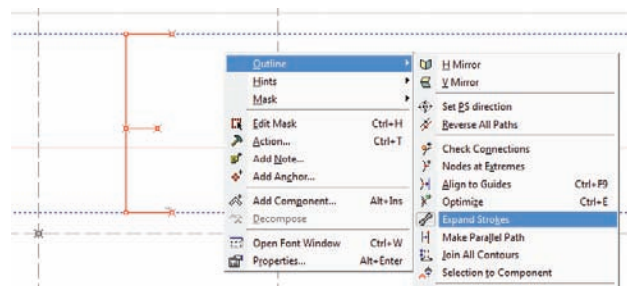 Outline
Hints
Mask
Edit Mask Ctrl+H
Action... Ctrl+T
Add Note...
Add Anchor...
Add Component... Alt+Ins
Decompose
Open Font Window Ctrl+W
Properties... Alt+Enter
H Mirror
V Mirror
Set PS direction
Reverse All Paths
Check Connections
Nodes at Extremes
Align to Guides Ctrl+F9
Optimize Ctrl+E
Expand Strokes
Make Parallel Path
Join All Contours
Selection to Component